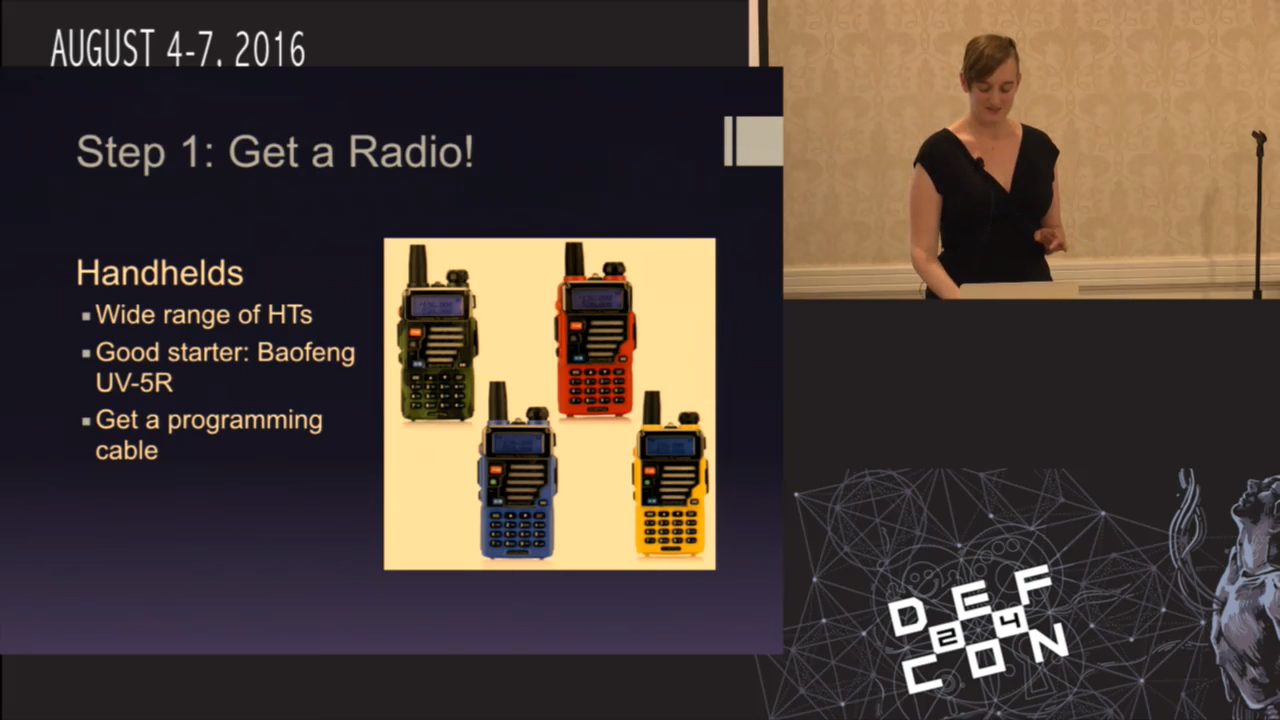 AUGUST 4-7, 2016
Step 1: Get a Radio!
Handhelds
Wide range of HTs
Good starter: Baofeng
UV-5R
Get a programming
cable
DEF
24
CON